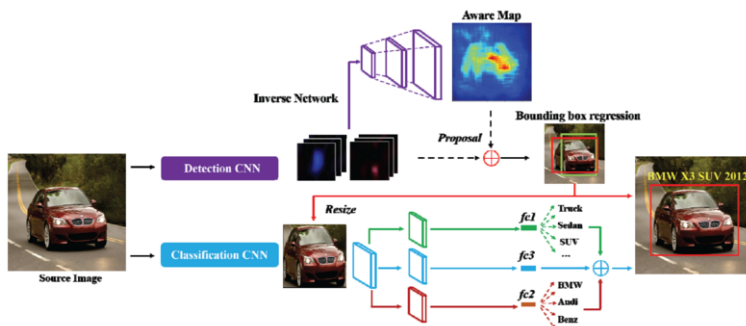 Aware Map
Inverse Network
Bounding box regression
Proposal
Detection CNN
BMW X3 SUV 2012
Resize
fc1
Truck
Sedan
SUV
...
Classification CNN
fc3
Source Image
fc2
BMW
Audi
Benz